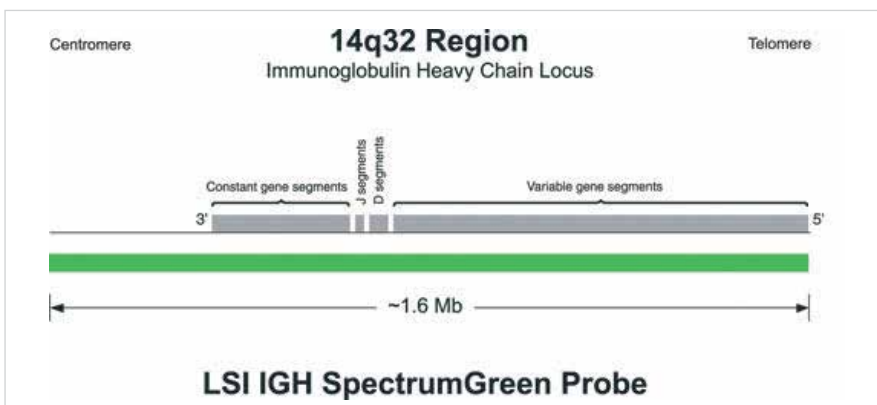 Centromere
14q32 Region
Telomere
Immunoglobulin Heavy Chain Locus
Constant gene segments
J segments
D segments
Variable gene segments
3'
5'
~1.6 Mb
LSI IGH SpectrumGreen Probe